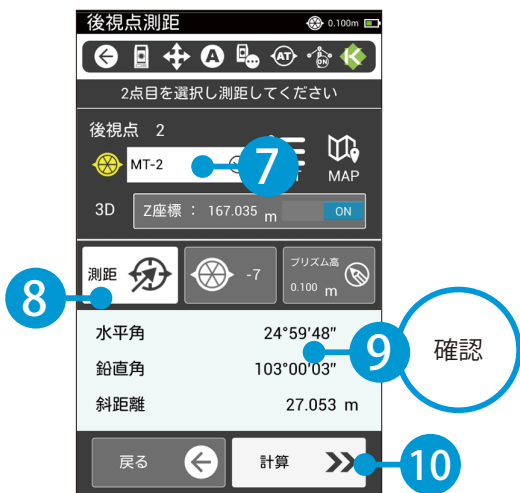 後視点測距 0.100m
A AT ON
2点目を選択し測距してください
後視点 2
MT-2 7 T MAP
3D Z座標 : 167.035 m ON
測距 -7 プリズム高
0.100 m
8
水平角 24°59'48"
9 確認
鉛直角 103°00'03"
斜距離 27.053 m
戻る 計算 10